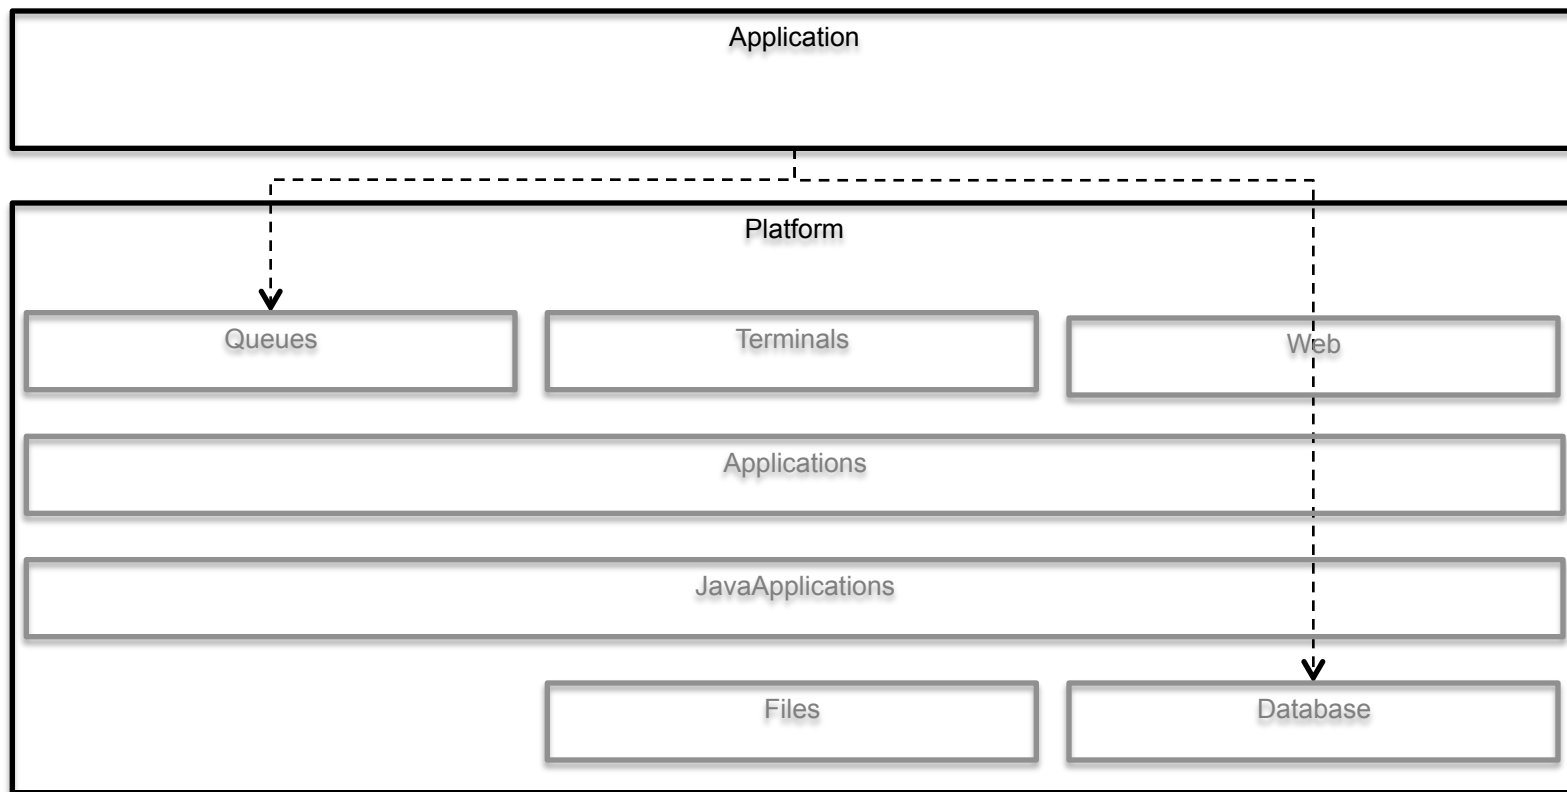 Application
Platform
Queues
Terminals
Web
Applications
JavaApplications
Files
Database